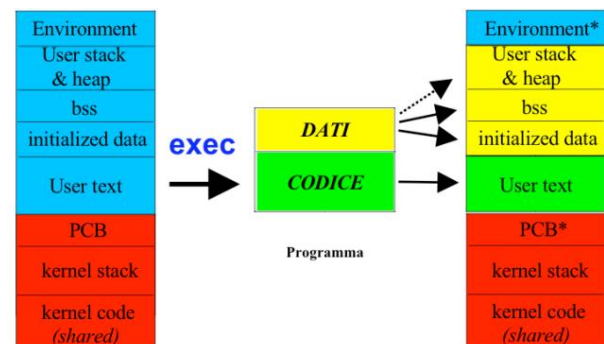 Environment
User stack
& heap
bss
initialized data
User text
PCB
kernel stack
kernel code
(shared)
exec
DATI
CODICE
Programma
Environment*
User stack
& heap
bss
initialized data
User text
PCB*
kernel stack
kernel code
(shared)